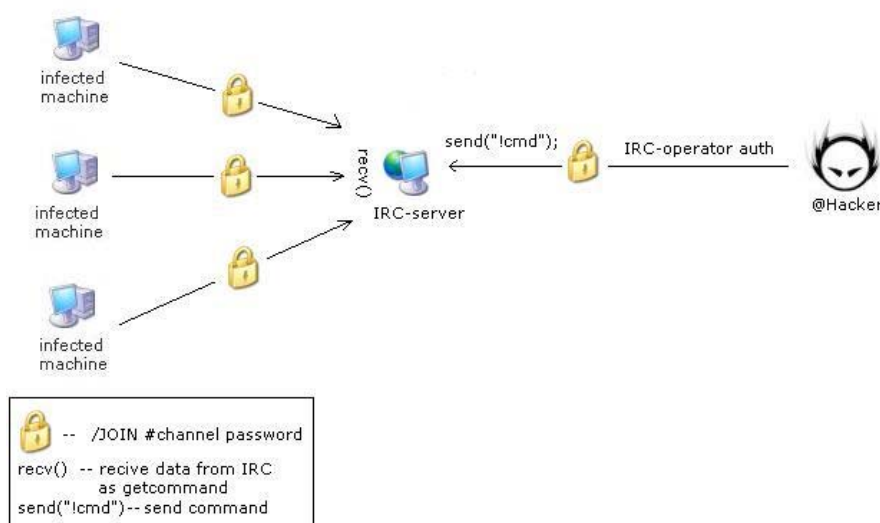 infected
machine
infected
machine
infected
machine
recv()
IRC-server
send("!cmd");
IRC-operator auth
@Hacker
-- /JOIN #channel password
recv() -- recive data from IRC
as getcommand
send("!cmd")-- send command